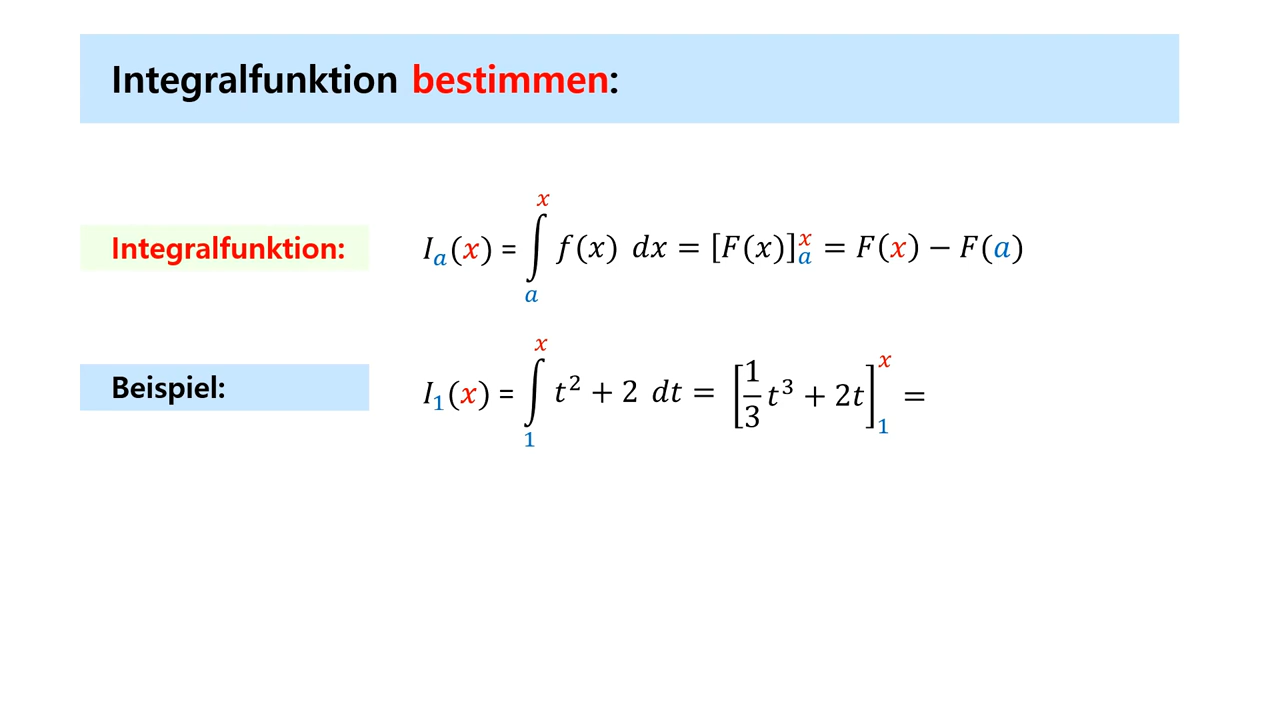 Integralfunktion bestimmen:
Integralfunktion: I_a(x) = ∫_a^x f(x) dx = [F(x)]_a^x = F(x) − F(a)
Beispiel: I_1(x) = ∫_1^x t² + 2 dt = [1/3 t³ + 2t]_1^x =